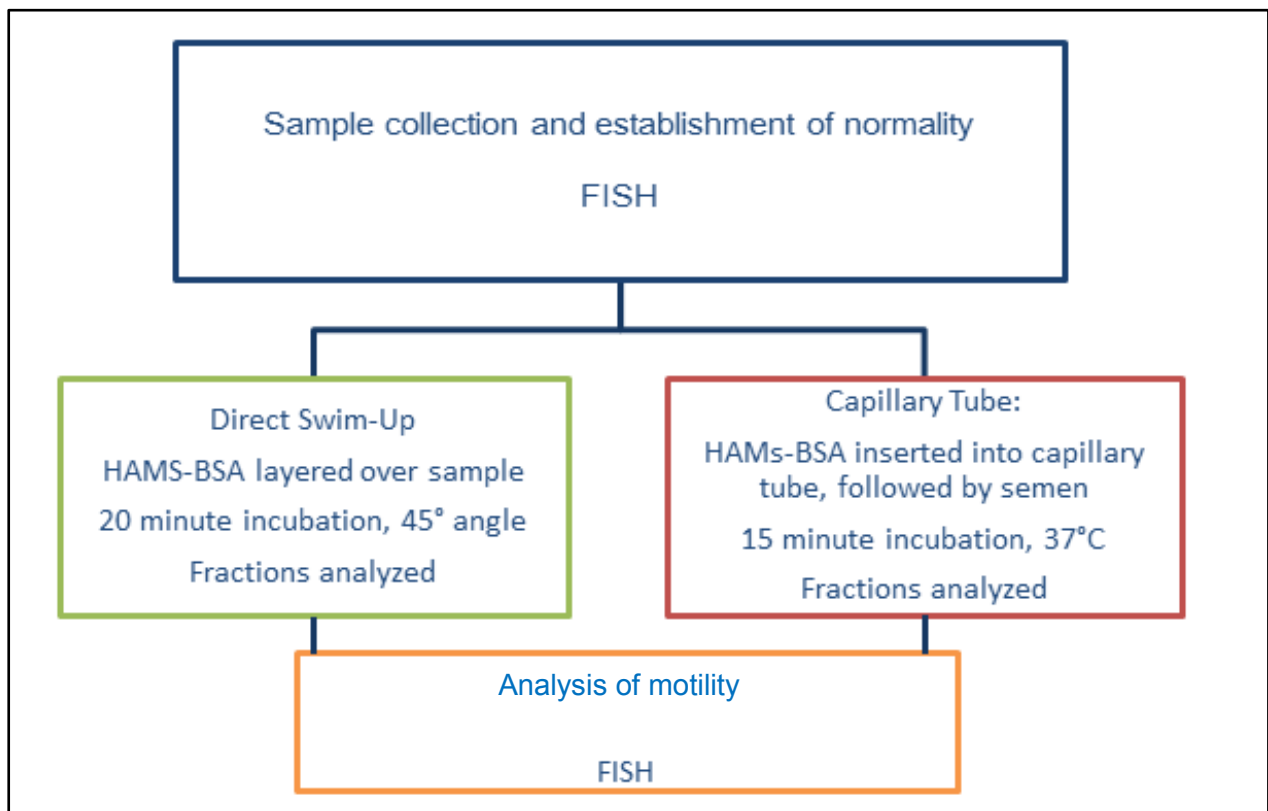 Sample collection and establishment of normality
FISH
Direct Swim-Up
HAMS-BSA layered over sample
20 minute incubation, 45° angle
Fractions analyzed
Capillary Tube:
HAMs-BSA inserted into capillary
tube, followed by semen
15 minute incubation, 37°C
Fractions analyzed
Analysis of motility
FISH